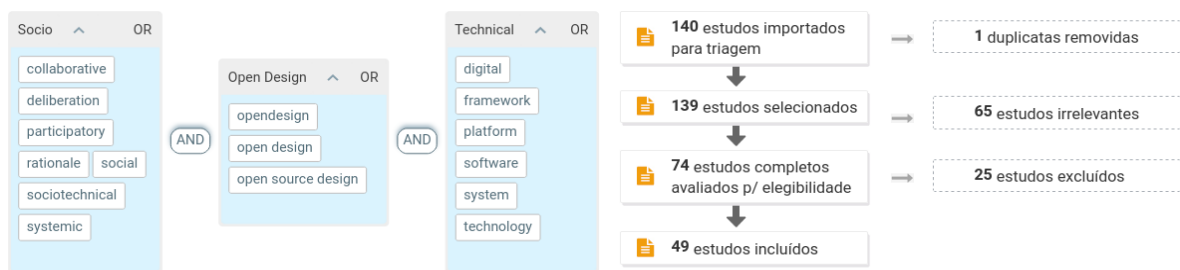 Socio OR
collaborative
deliberation
participatory
rationale social
sociotechnical
systemic
AND
Open Design OR
opendesign
open design
open source design
AND
Technical OR
digital
framework
platform
software
system
technology
140 estudos importados
para triagem
1 duplicatas removidas
139 estudos selecionados
65 estudos irrelevantes
74 estudos completos
avaliados p/ elegibilidade
25 estudos excluídos
49 estudos incluídos